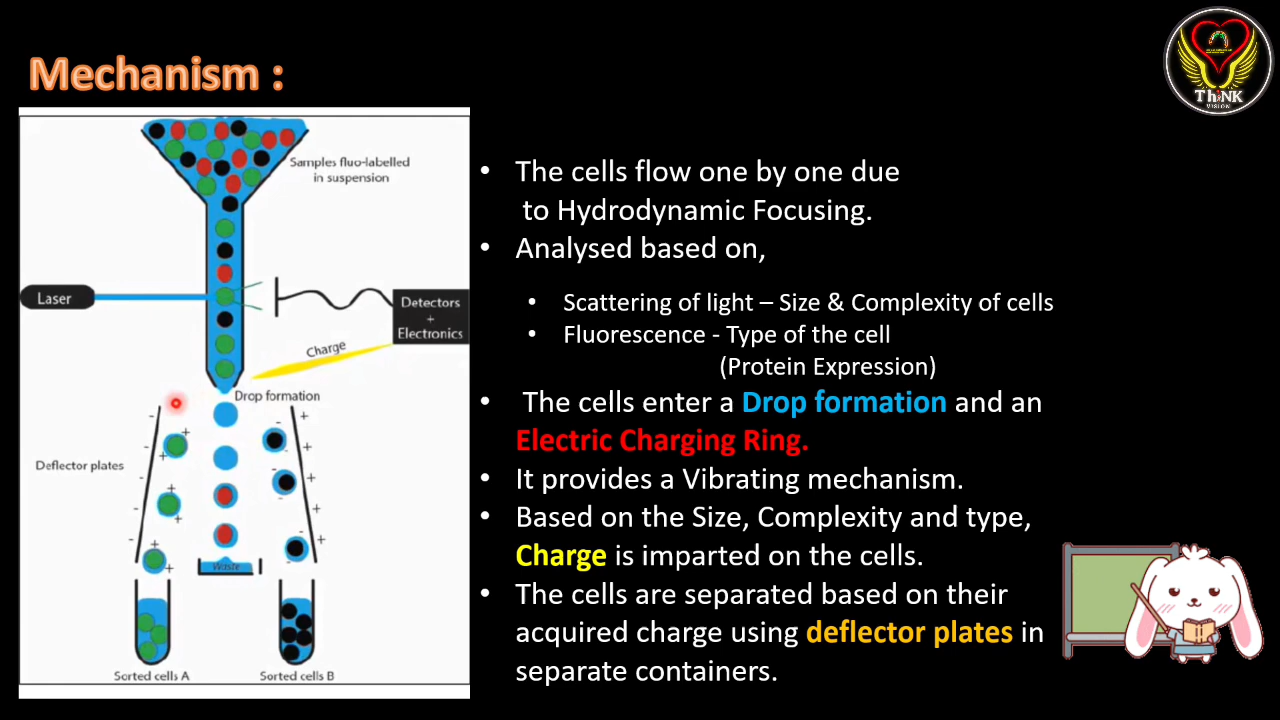 Mechanism :
ThiNK
VISION
Samples fluo-labelled
in suspension
Laser
Detectors
+
Electronics
Charge
Drop formation
Deflector plates
Waste
Sorted cells A
Sorted cells B
• The cells flow one by one due
to Hydrodynamic Focusing.
• Analysed based on,
• Scattering of light – Size & Complexity of cells
• Fluorescence - Type of the cell
(Protein Expression)
• The cells enter a Drop formation and an
Electric Charging Ring.
• It provides a Vibrating mechanism.
• Based on the Size, Complexity and type,
Charge is imparted on the cells.
• The cells are separated based on their
acquired charge using deflector plates in
separate containers.